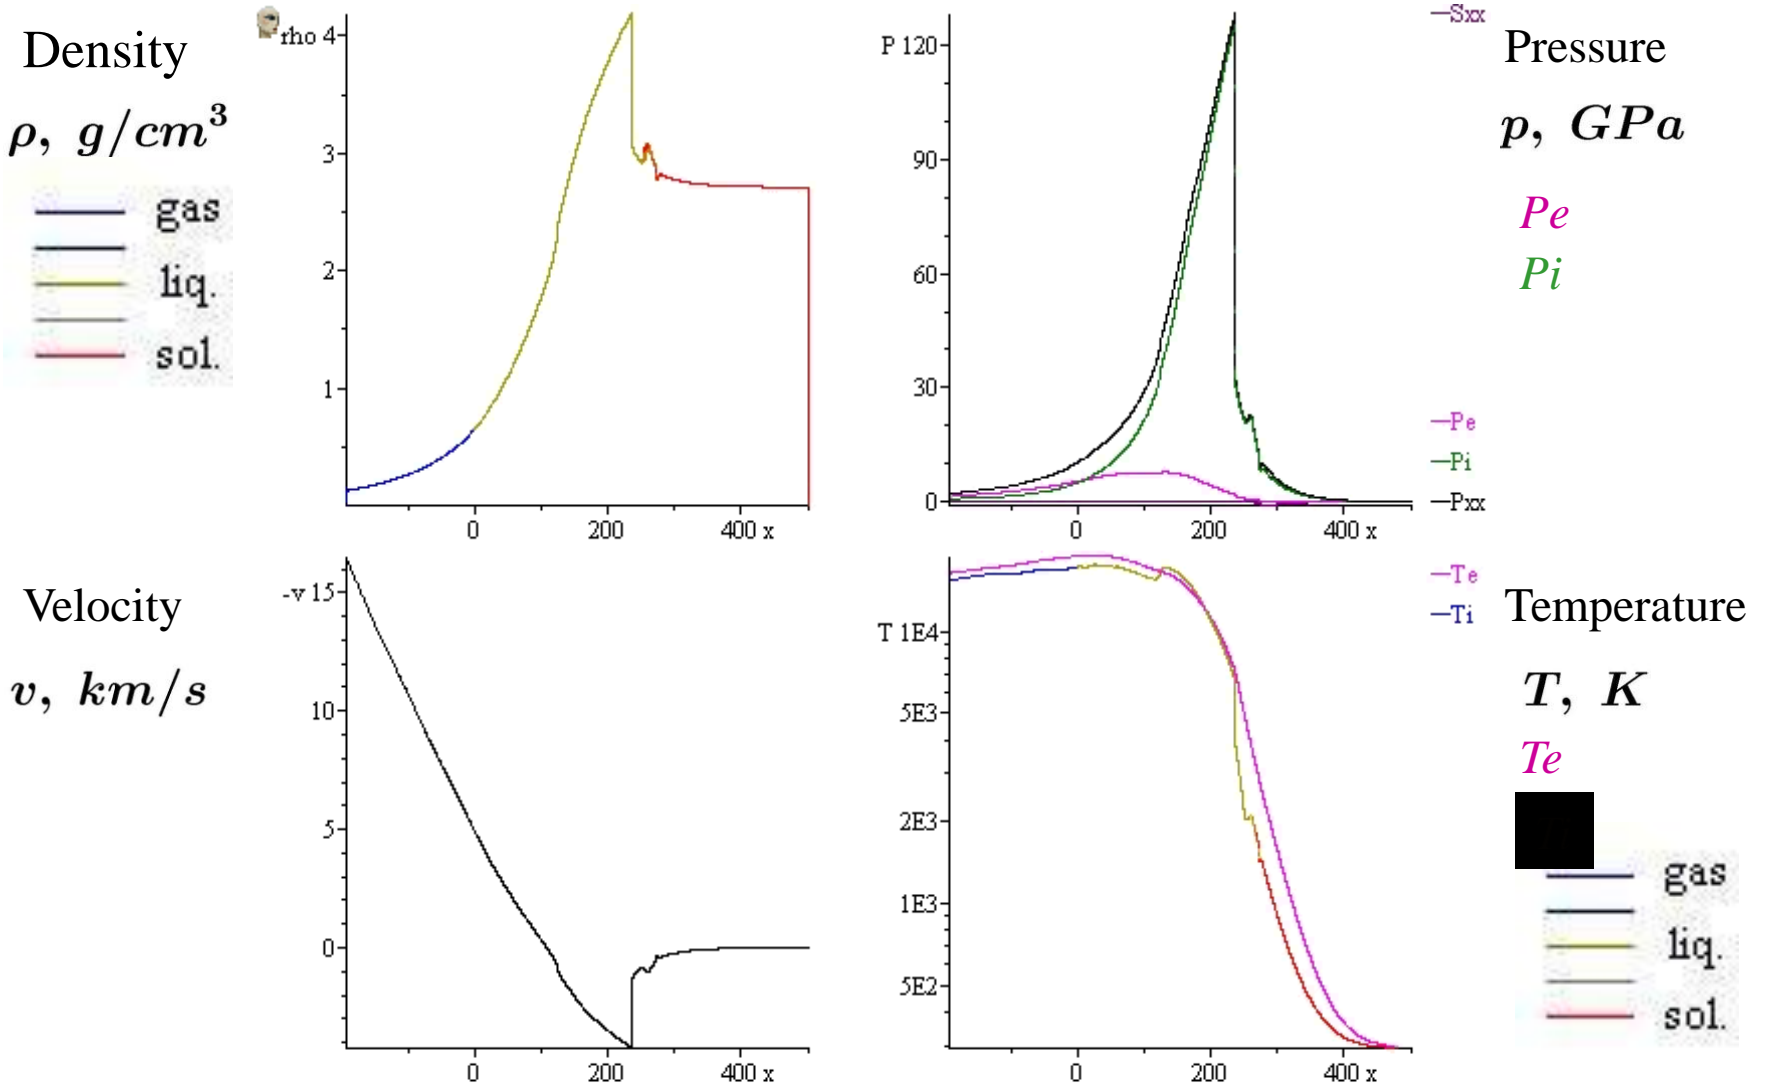 Density
ρ, g/cm³
gas
liq.
sol.
rho 4
3
2
1
0
200
400 x
P 120
90
60
30
0
0
200
400 x
Sxx
Pe
Pi
Pxx
Pressure
p, GPa
Pe
Pi
Velocity
v, km/s
-v 15
10
5
0
0
200
400 x
T 1E4
5E3
2E3
1E3
5E2
0
200
400 x
Te
Ti
Temperature
T, K
Te
gas
liq.
sol.